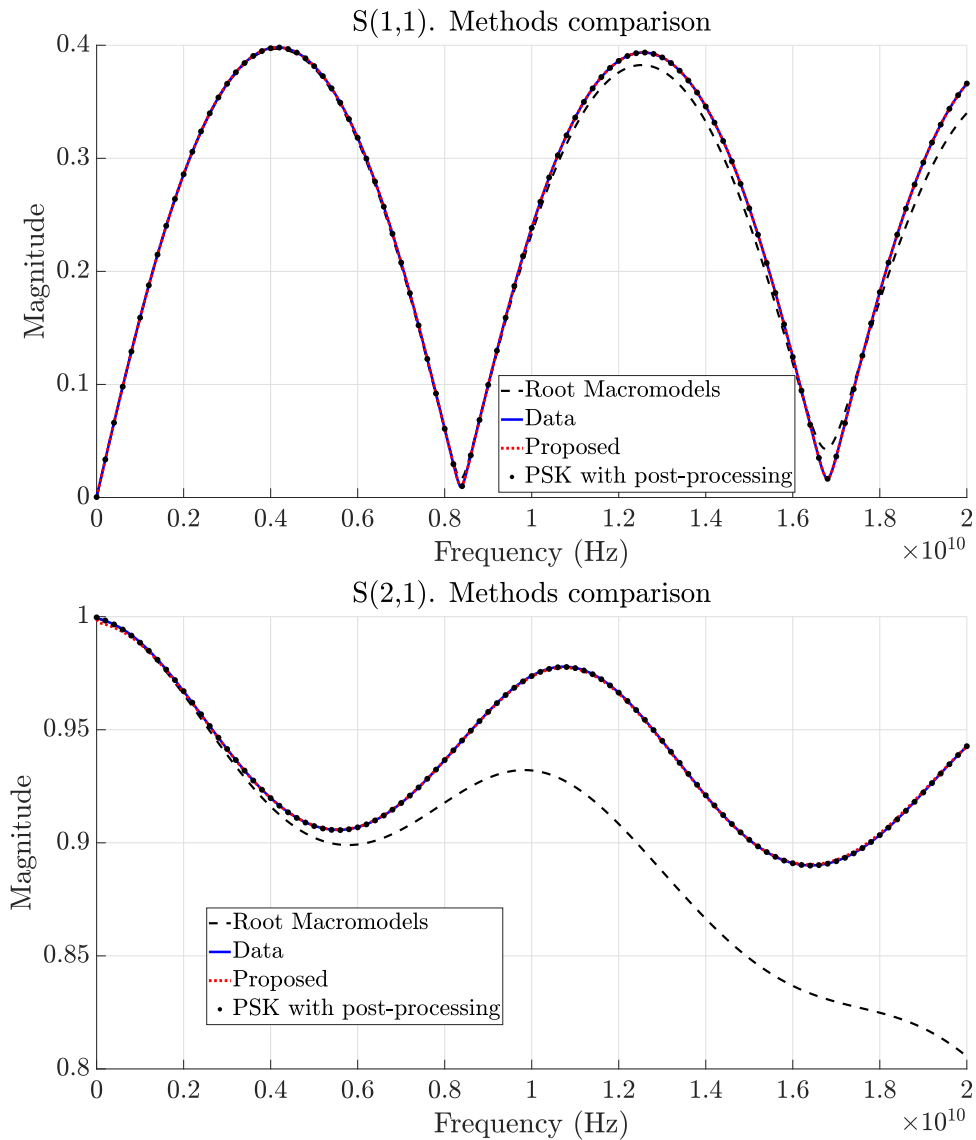 S(1,1). Methods comparison
0.4
0.3
0.2
0.1
0
Magnitude
Root Macromodels
Data
Proposed
PSK with post-processing
0 0.2 0.4 0.6 0.8 1 1.2 1.4 1.6 1.8 2
Frequency (Hz)
×10^10
S(2,1). Methods comparison
1
0.95
0.9
0.85
0.8
Magnitude
Root Macromodels
Data
Proposed
PSK with post-processing
0 0.2 0.4 0.6 0.8 1 1.2 1.4 1.6 1.8 2
Frequency (Hz)
×10^10